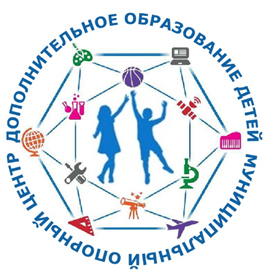 ДОПОЛНИТЕЛЬНОЕ ОБРАЗОВАНИЕ ДЕТЕЙ
МУНИЦИПАЛЬНЫЙ ОПОРНЫЙ ЦЕНТР